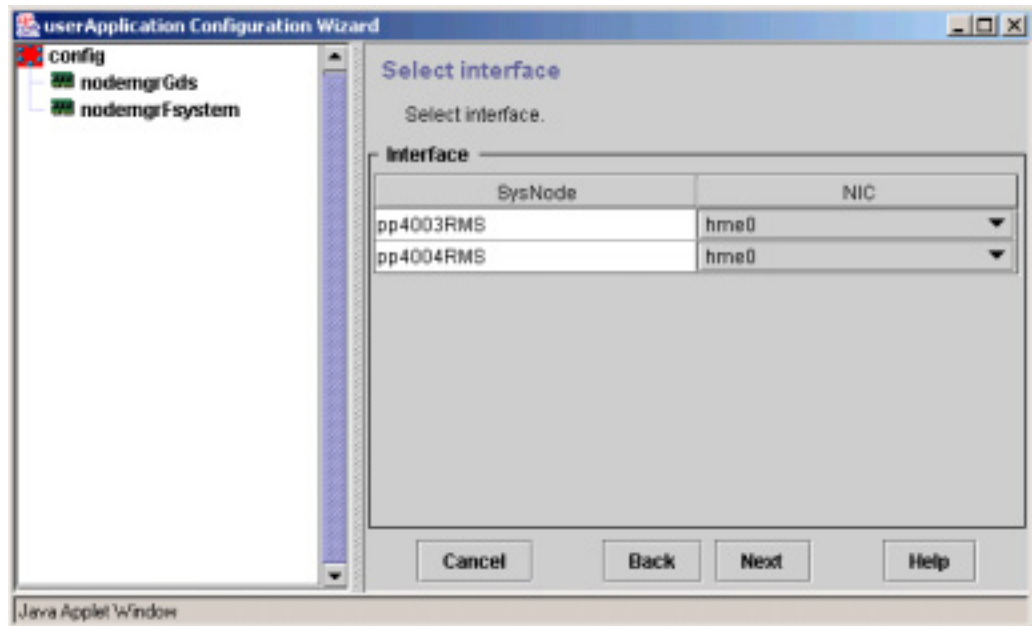 userApplication Configuration Wizard
config
nodemgrGds
nodemgrFsystem
Select interface
Select interface.
Interface
SysNode NIC
pp4003RMS hme0
pp4004RMS hme0
Cancel Back Next Help
Java Applet Window